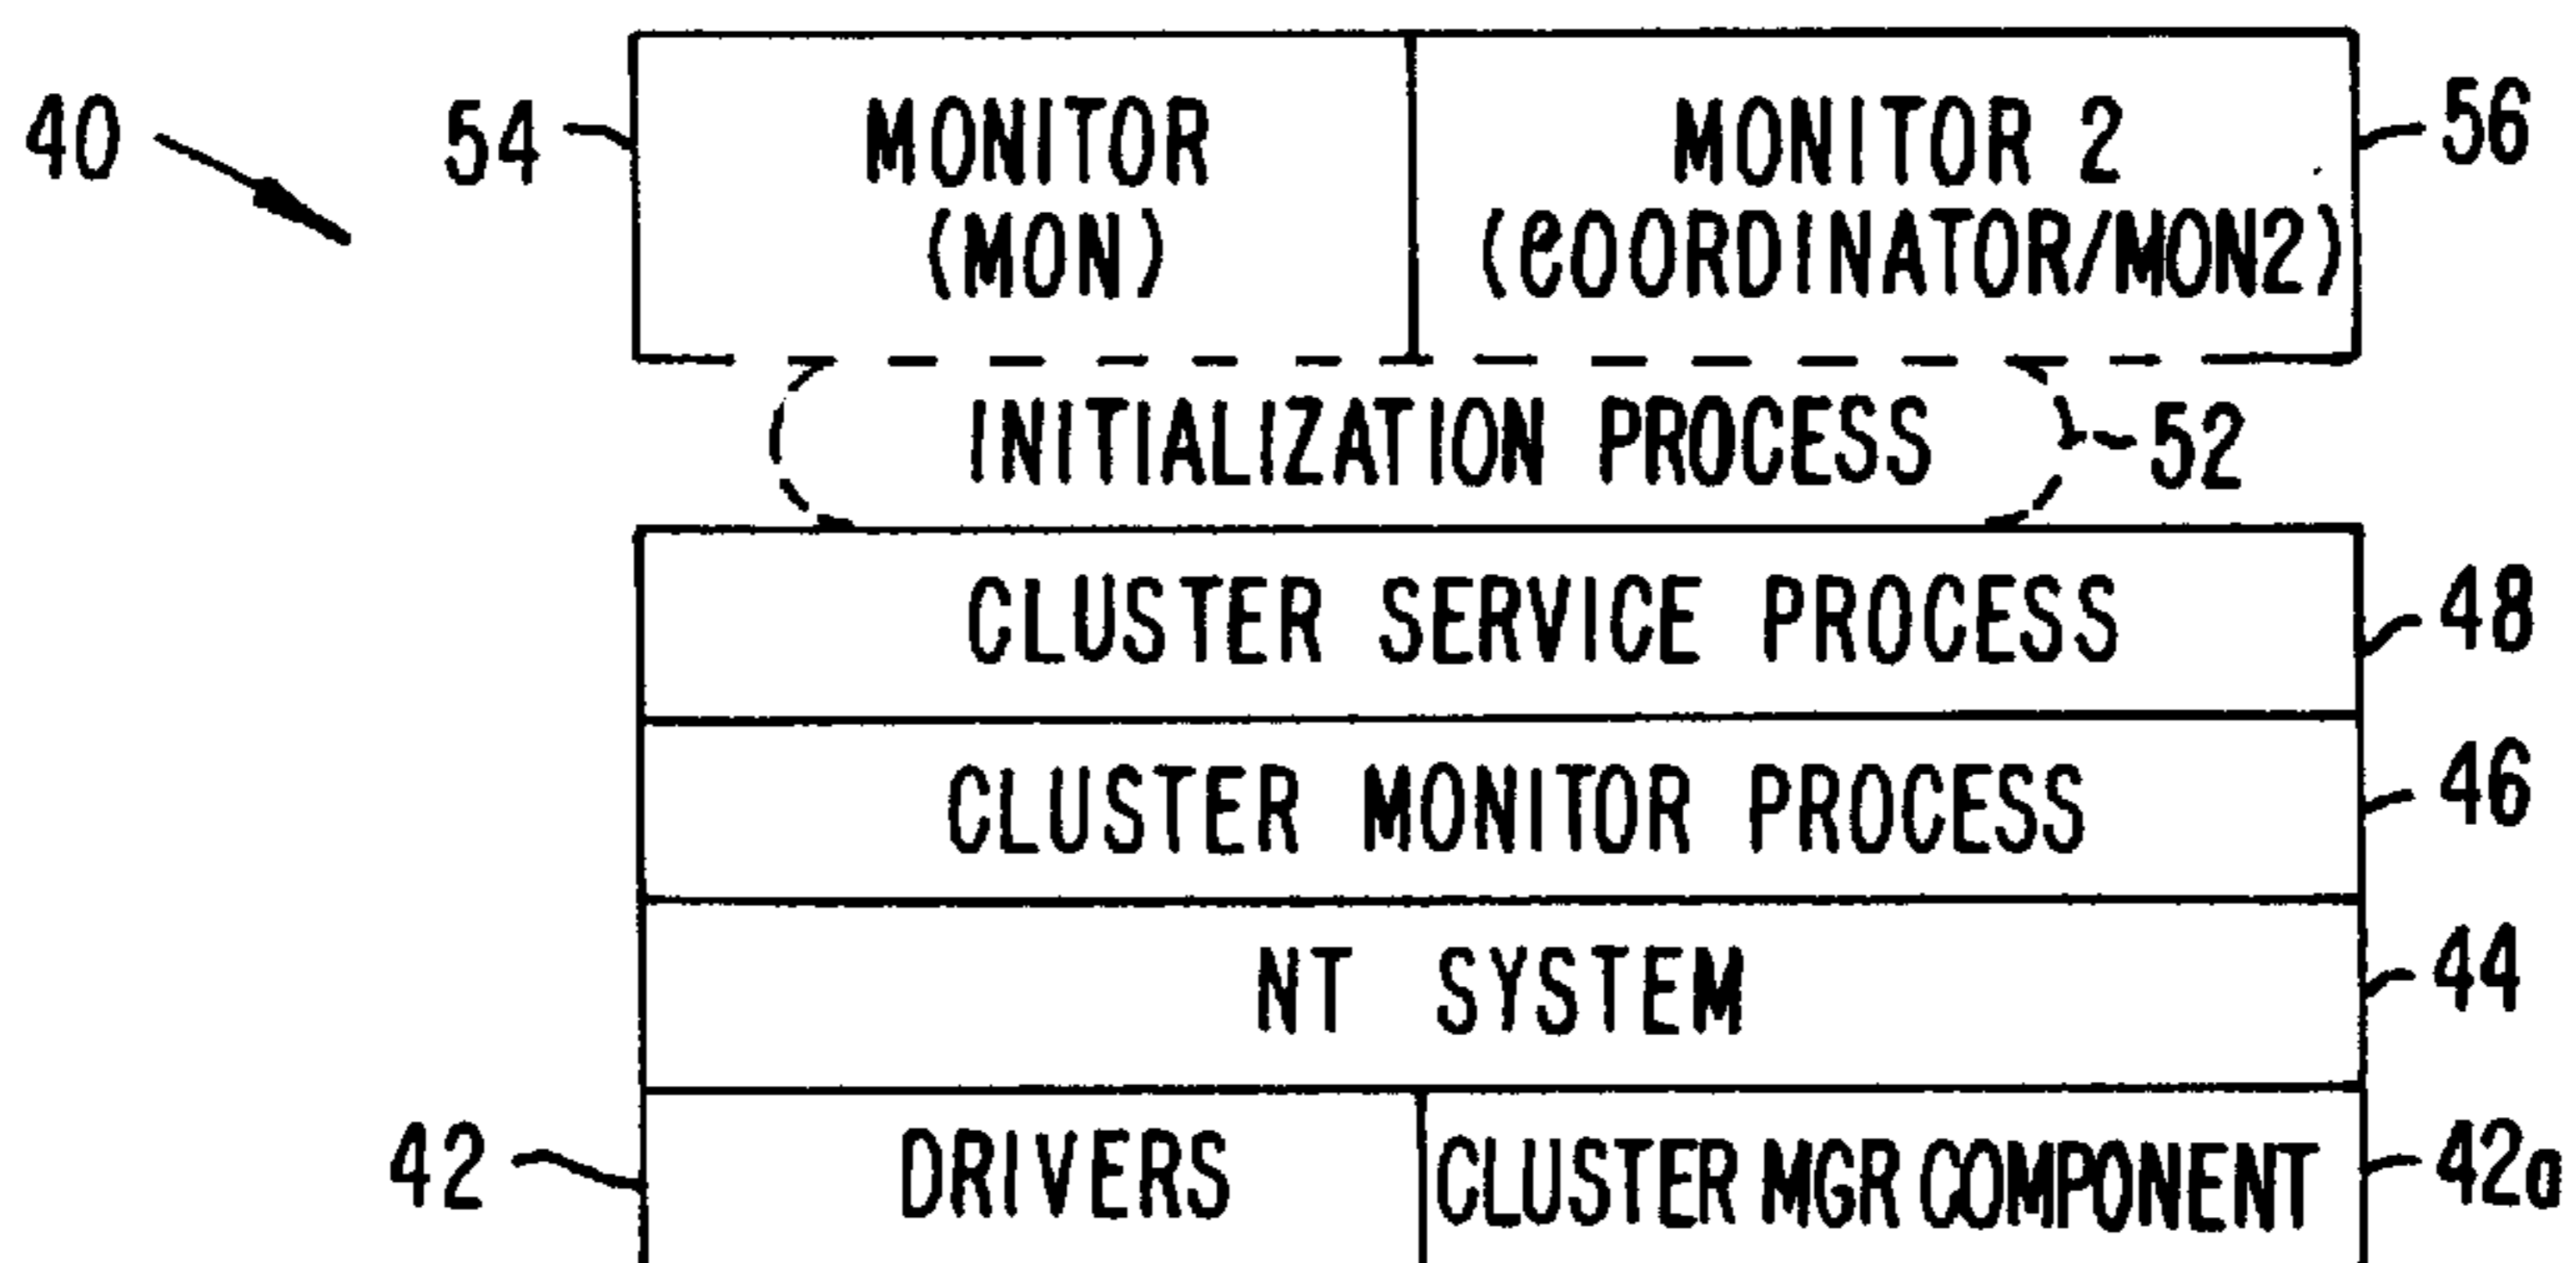 40
54
MONITOR
(MON)
MONITOR 2
(COORDINATOR/MON2)
56
INITIALIZATION PROCESS
52
CLUSTER SERVICE PROCESS
48
CLUSTER MONITOR PROCESS
46
NT SYSTEM
44
42
DRIVERS
CLUSTER MGR COMPONENT
42a